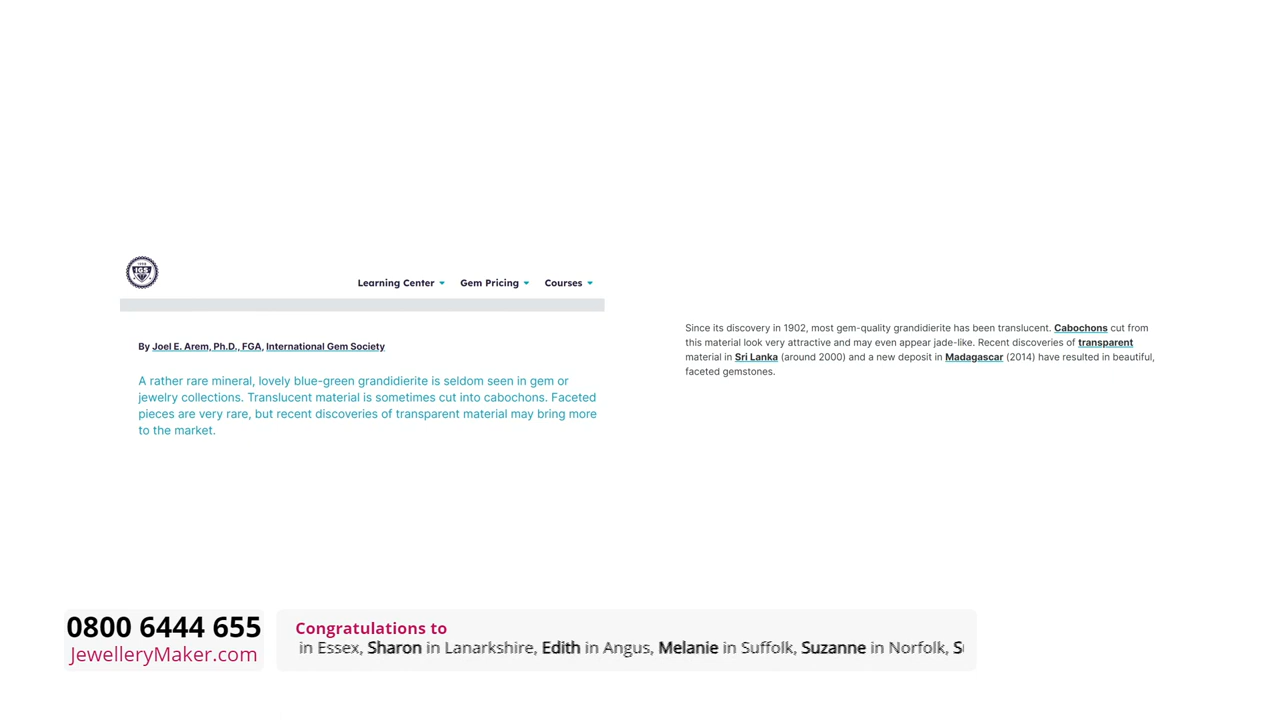 IGS
Learning Center
Gem Pricing
Courses
By Joel E. Arem, Ph.D., FGA, International Gem Society
A rather rare mineral, lovely blue-green grandidierite is seldom seen in gem or
jewelry collections. Translucent material is sometimes cut into cabochons. Faceted
pieces are very rare, but recent discoveries of transparent material may bring more
to the market.
Since its discovery in 1902, most gem-quality grandidierite has been translucent. Cabochons cut from
this material look very attractive and may even appear jade-like. Recent discoveries of transparent
material in Sri Lanka (around 2000) and a new deposit in Madagascar (2014) have resulted in beautiful,
faceted gemstones.
0800 6444 655
JewelleryMaker.com
Congratulations to
in Essex, Sharon in Lanarkshire, Edith in Angus, Melanie in Suffolk, Suzanne in Norfolk,